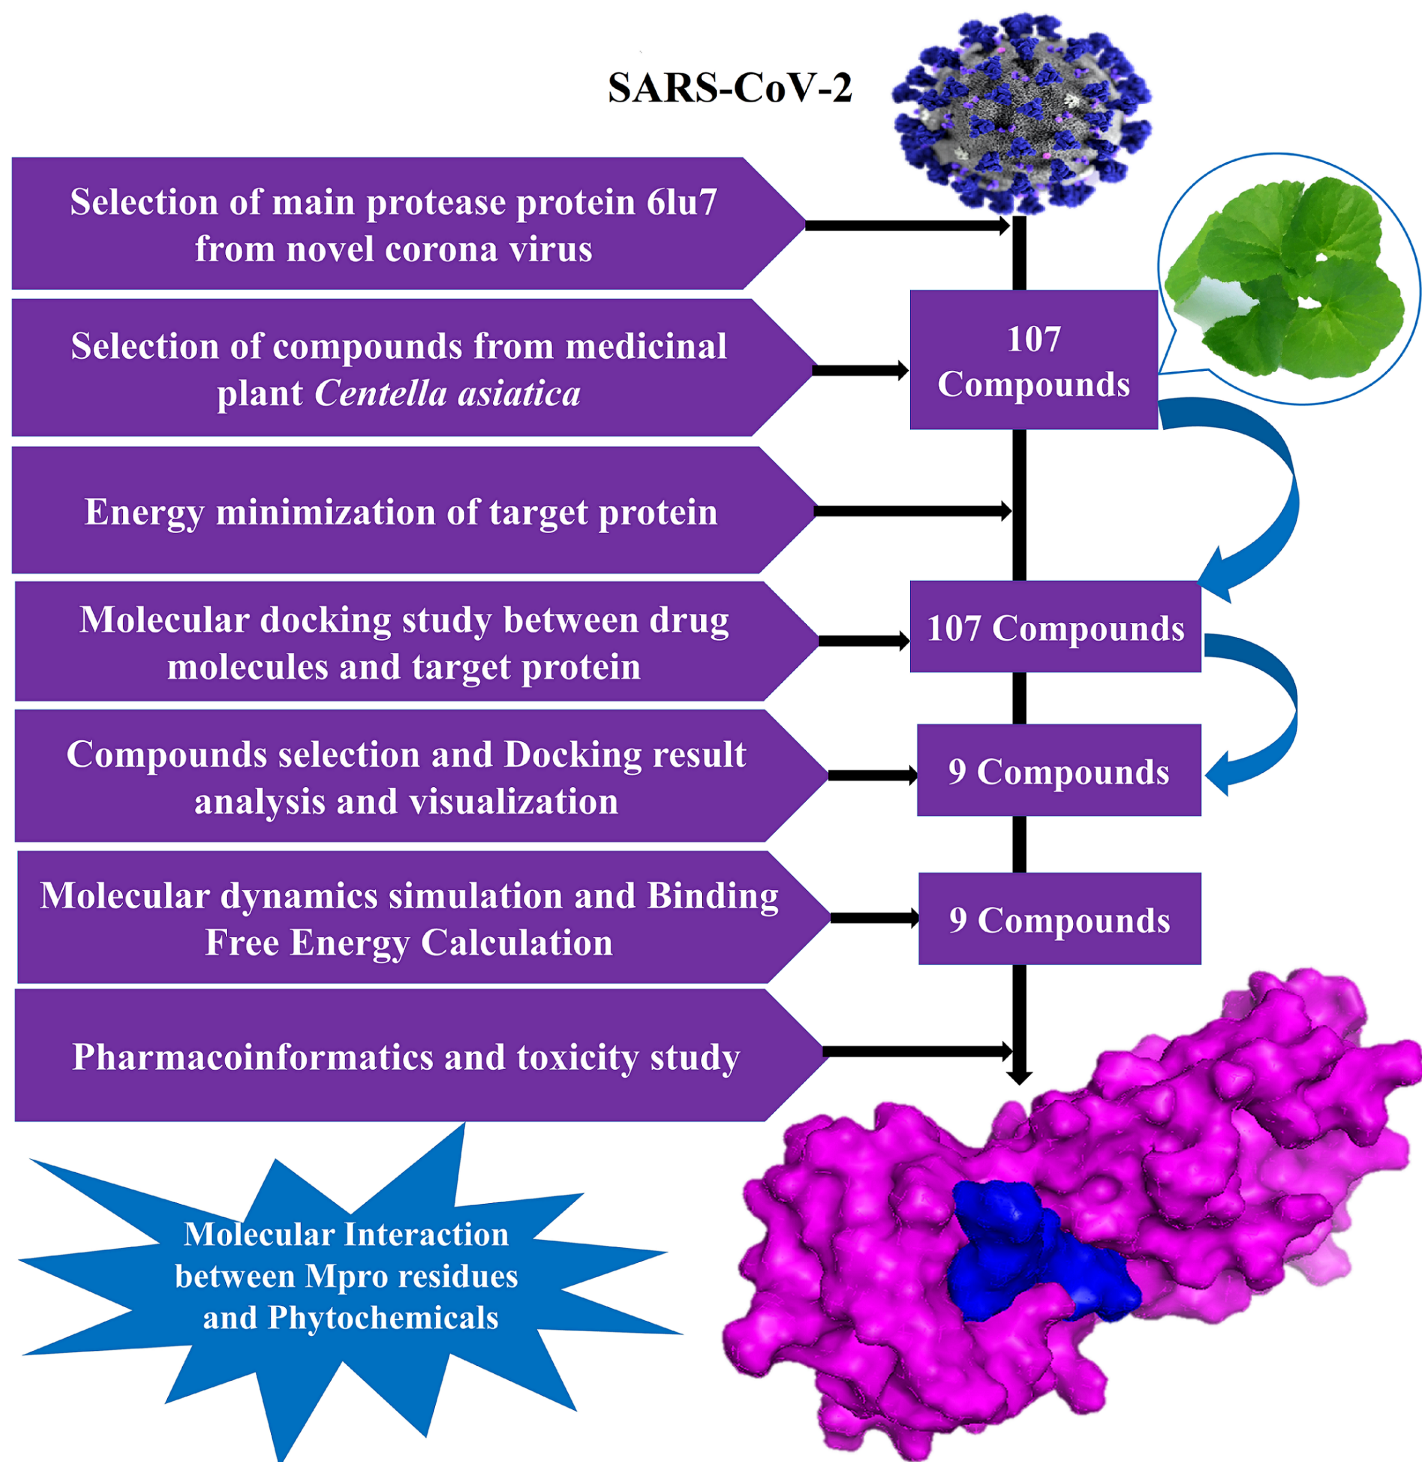 SARS-CoV-2
Selection of main protease protein 6lu7
from novel corona virus
Selection of compounds from medicinal
plant Centella asiatica
107
Compounds
Energy minimization of target protein
Molecular docking study between drug
molecules and target protein
107 Compounds
Compounds selection and Docking result
analysis and visualization
9 Compounds
Molecular dynamics simulation and Binding
Free Energy Calculation
9 Compounds
Pharmacoinformatics and toxicity study
Molecular Interaction
between Mpro residues
and Phytochemicals